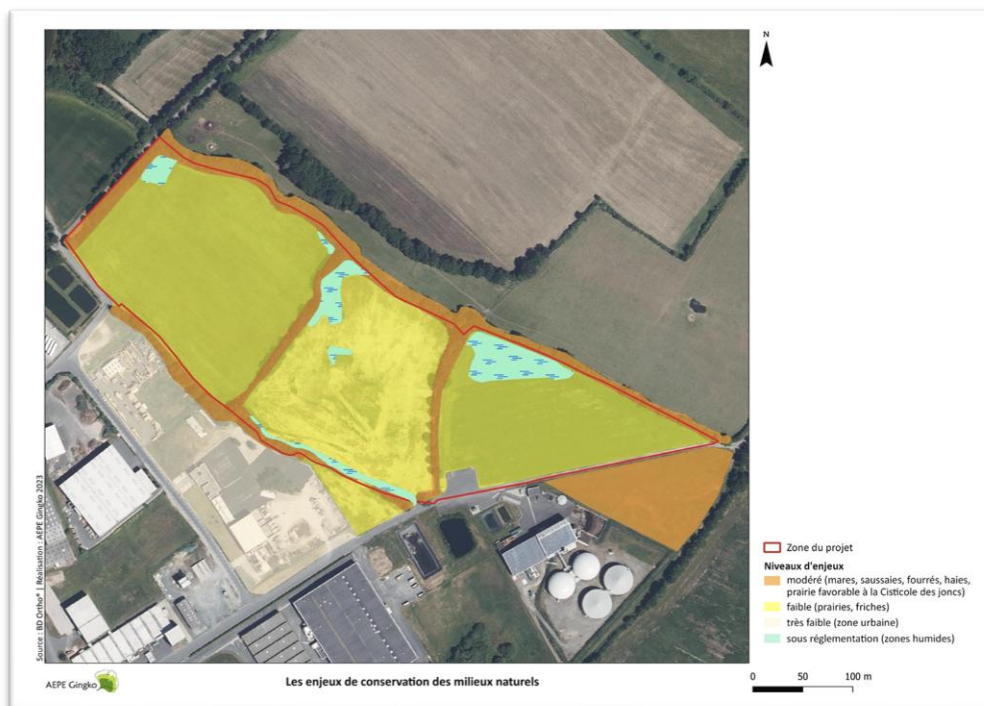 N
Source : BD Ortho® | Réalisation : AEPE Gingko 2023
Zone du projet
Niveaux d'enjeu
modéré (mares, saussaies, fourrés, haies,
prairie favorable à la Cisticole des joncs)
faible (prairies, friches)
très faible (zone urbaine)
sous réglementation (zones humides)
AEPE Gingko
Les enjeux de conservation des milieux naturels
0 50 100 m